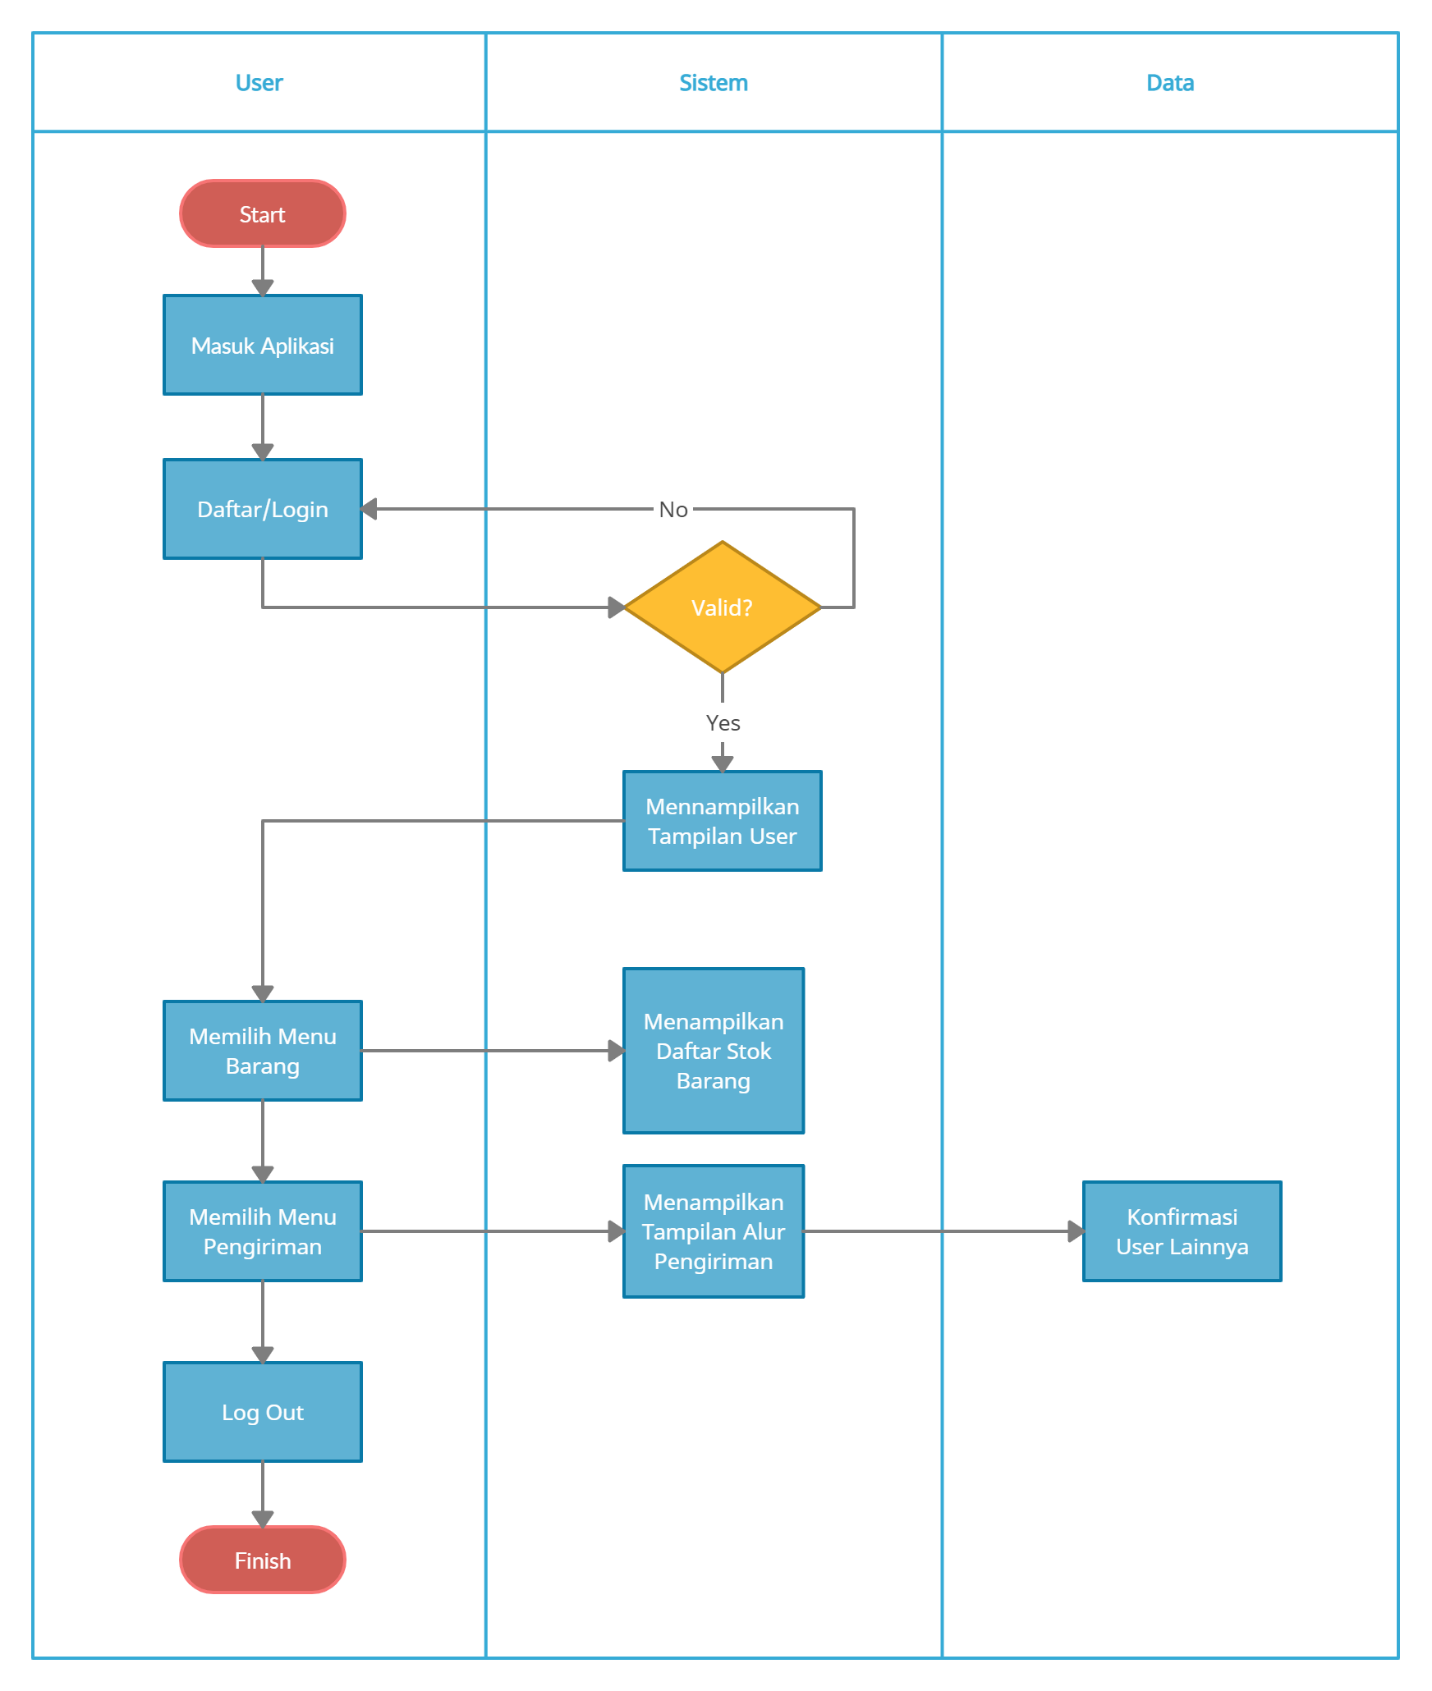 User
Sistem
Data
Start
Masuk Aplikasi
Daftar/Login
No
Valid?
Yes
Mennampilkan
Tampilan User
Memilih Menu
Barang
Menampilkan
Daftar Stok
Barang
Memilih Menu
Pengiriman
Menampilkan
Tampilan Alur
Pengiriman
Konfirmasi
User Lainnya
Log Out
Finish